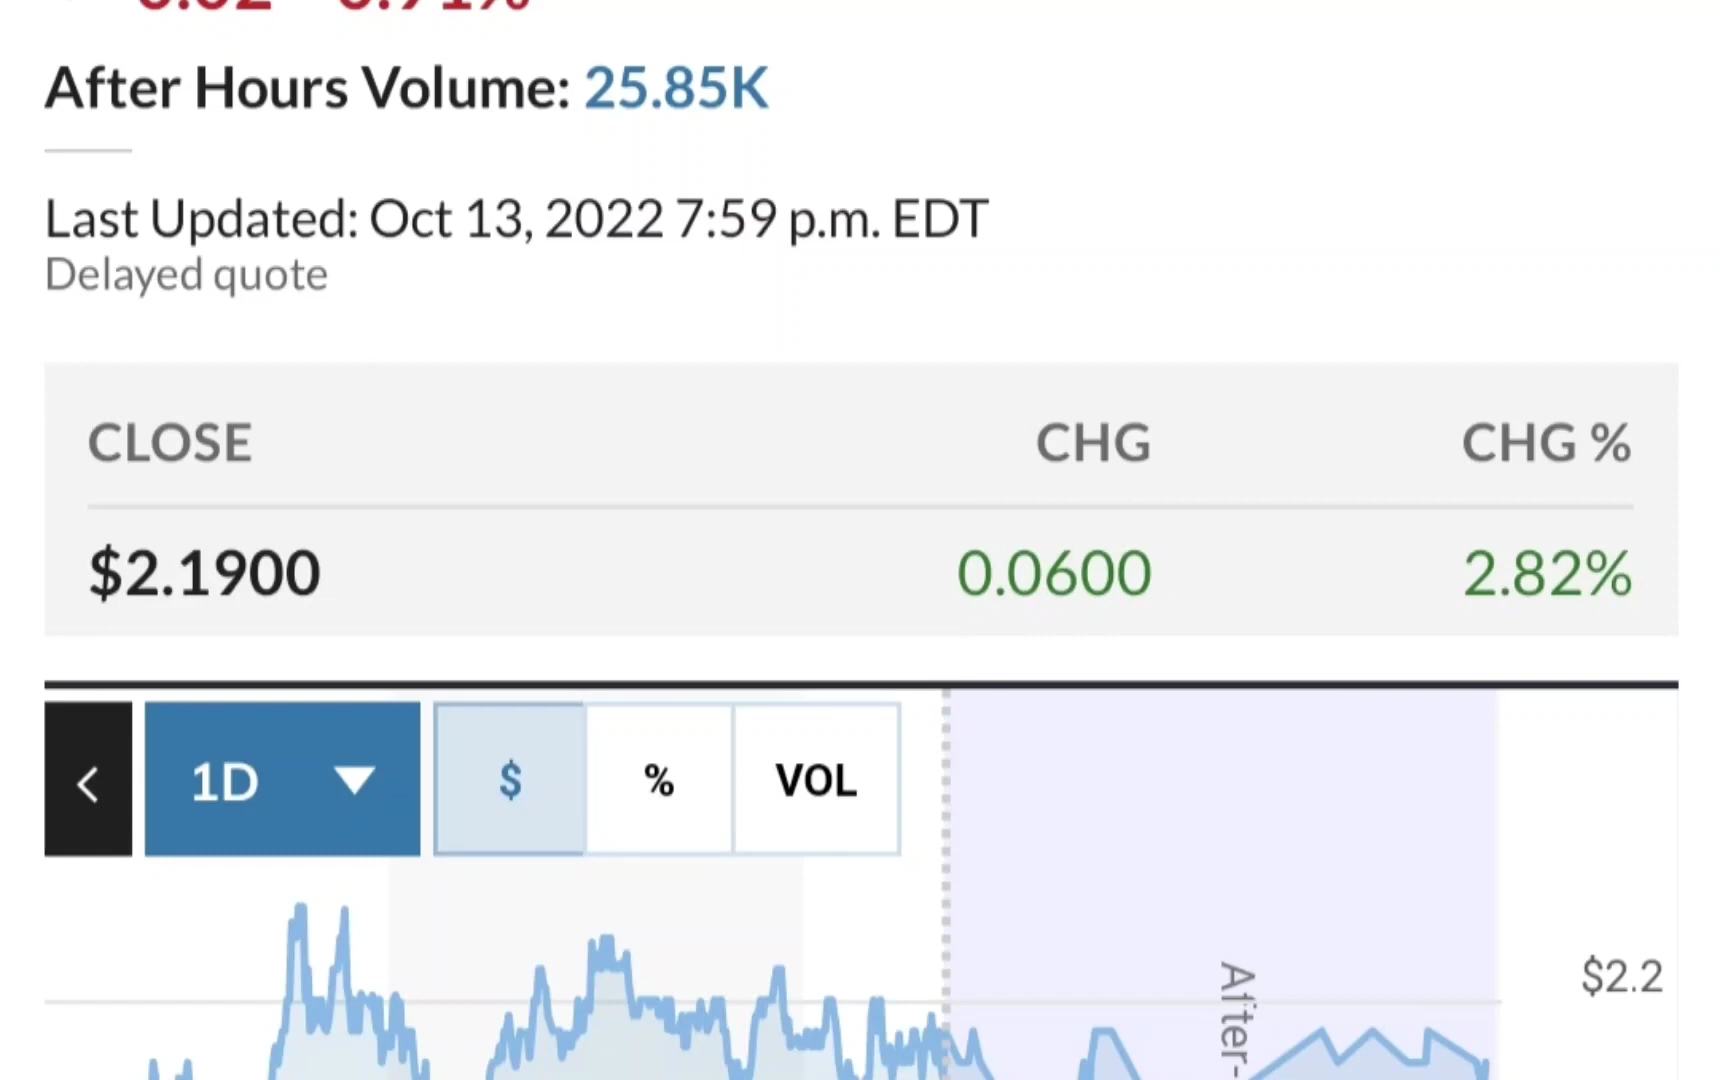 After Hours Volume: 25.85K
Last Updated: Oct 13, 2022 7:59 p.m. EDT
Delayed quote
CLOSE CHG CHG %
$2.1900 0.0600 2.82%
1D $ % VOL
$2.2
After-